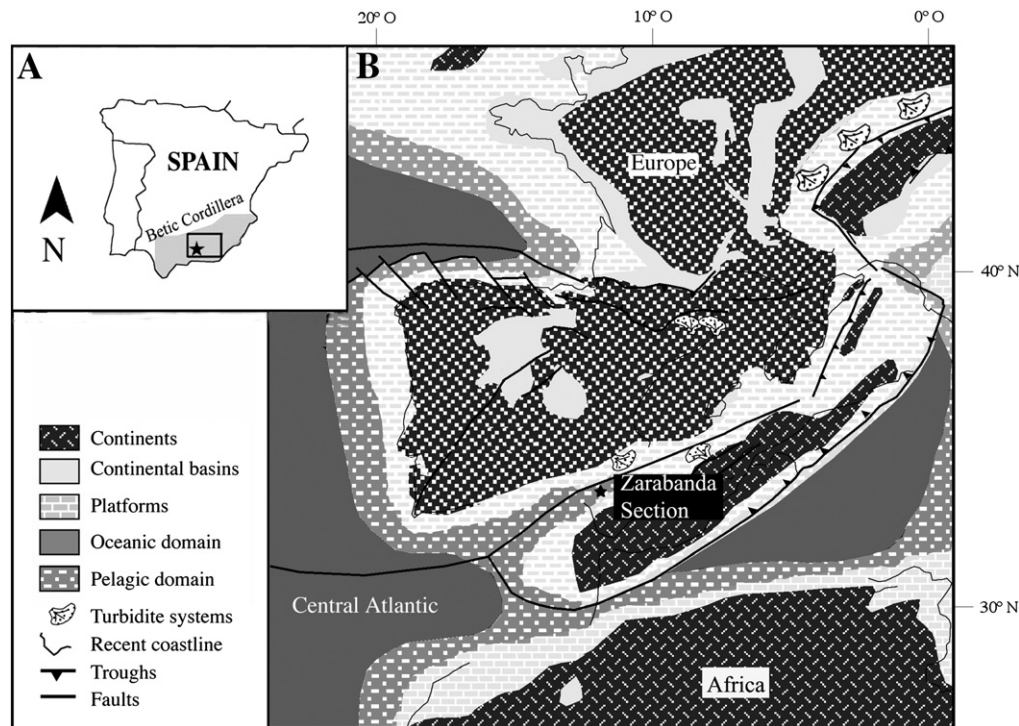 20° O
10° O
0° O
A
B
SPAIN
Betic Cordillera
N
Europe
40° N
Continents
Continental basins
Platforms
Oceanic domain
Pelagic domain
Turbidite systems
Recent coastline
Troughs
Faults
Zarabanda
Section
Central Atlantic
30° N
Africa